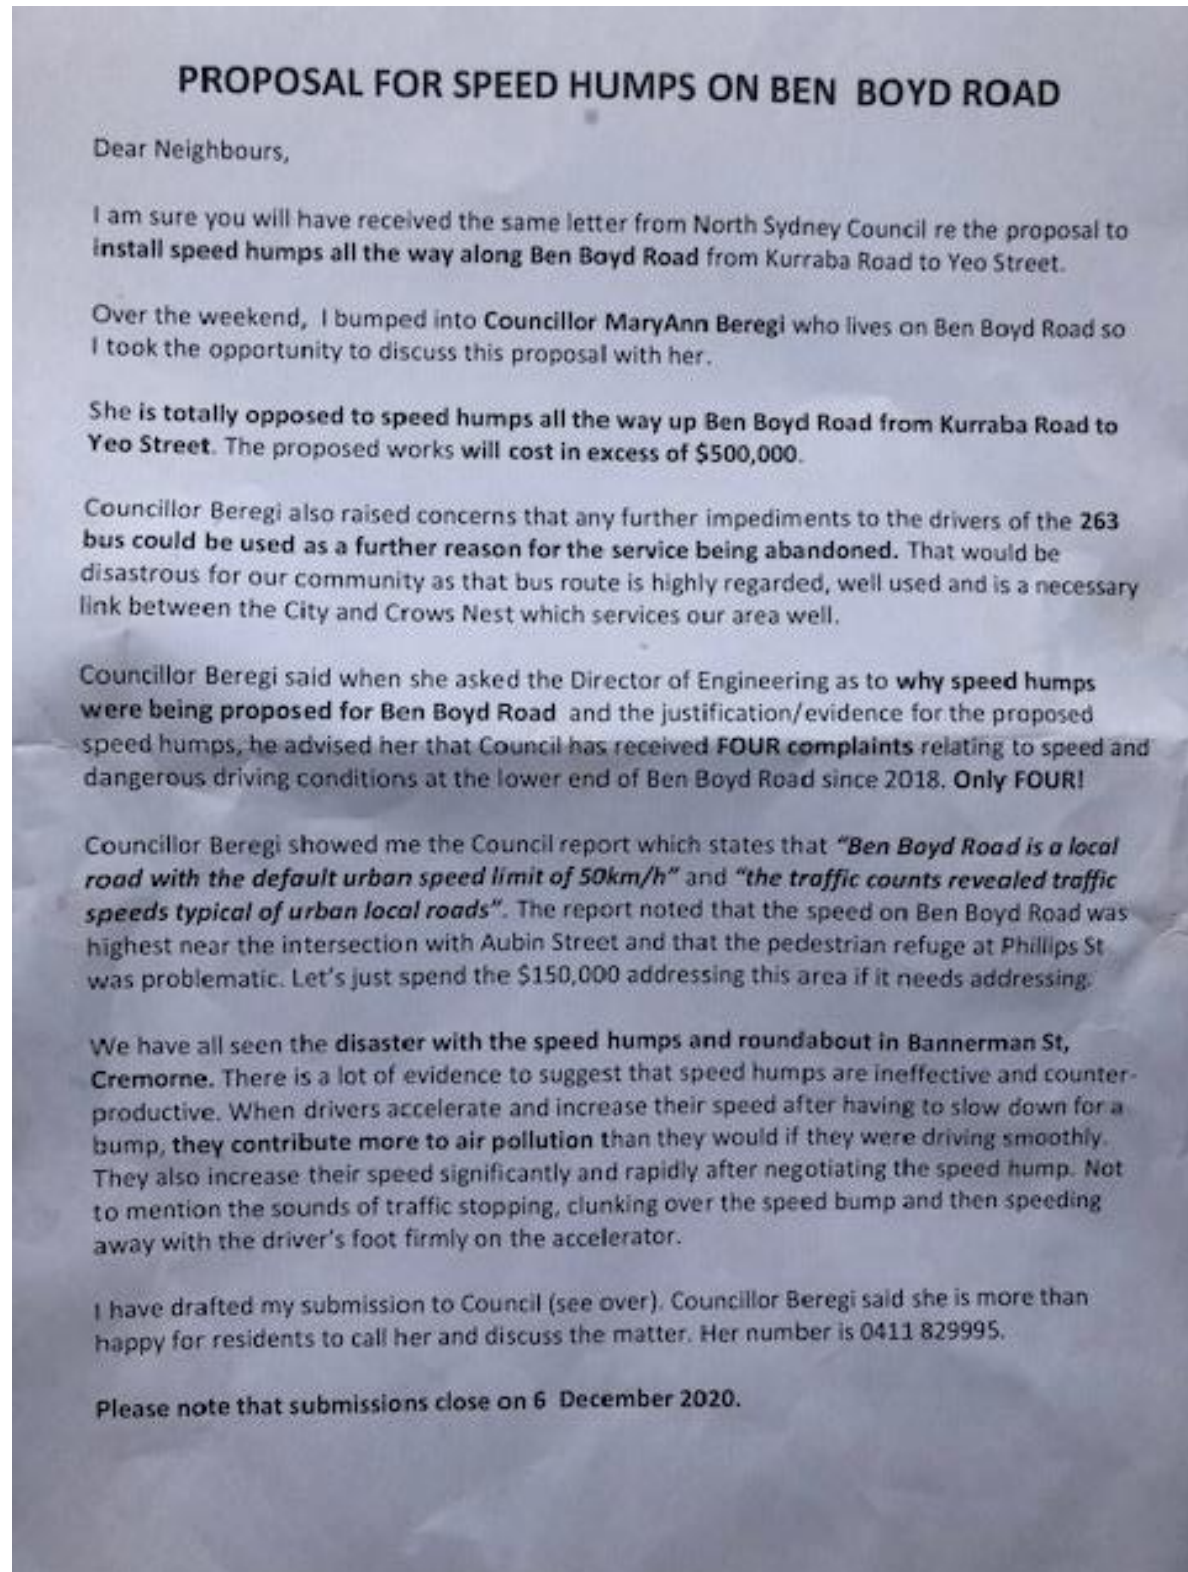 PROPOSAL FOR SPEED HUMPS ON BEN BOYD ROAD
Dear Neighbours,
I am sure you will have received the same letter from North Sydney Council re the proposal to
install speed humps all the way along Ben Boyd Road from Kurraba Road to Yeo Street.
Over the weekend, I bumped into Councillor MaryAnn Beregi who lives on Ben Boyd Road so
I took the opportunity to discuss this proposal with her.
She is totally opposed to speed humps all the way up Ben Boyd Road from Kurraba Road to
Yeo Street. The proposed works will cost in excess of $500,000.
Councillor Beregi also raised concerns that any further impediments to the drivers of the 263
bus could be used as a further reason for the service being abandoned. That would be
disastrous for our community as that bus route is highly regarded, well used and is a necessary
link between the City and Crows Nest which services our area well.
Councillor Beregi said when she asked the Director of Engineering as to why speed humps
were being proposed for Ben Boyd Road and the justification/evidence for the proposed
speed humps, he advised her that Council has received FOUR complaints relating to speed and
dangerous driving conditions at the lower end of Ben Boyd Road since 2018. Only FOUR!
Councillor Beregi showed me the Council report which states that "Ben Boyd Road is a local
road with the default urban speed limit of 50km/h" and "the traffic counts revealed traffic
speeds typical of urban local roads". The report noted that the speed on Ben Boyd Road was
highest near the intersection with Aubin Street and that the pedestrian refuge at Phillips St
was problematic. Let's just spend the $150,000 addressing this area if it needs addressing.
We have all seen the disaster with the speed humps and roundabout in Bannerman St,
Cremorne. There is a lot of evidence to suggest that speed humps are ineffective and counter-
productive. When drivers accelerate and increase their speed after having to slow down for a
bump, they contribute more to air pollution than they would if they were driving smoothly.
They also increase their speed significantly and rapidly after negotiating the speed hump. Not
to mention the sounds of traffic stopping, clunking over the speed bump and then speeding
away with the driver's foot firmly on the accelerator.
I have drafted my submission to Council (see over). Councillor Beregi said she is more than
happy for residents to call her and discuss the matter. Her number is 0411 829995.
Please note that submissions close on 6 December 2020.